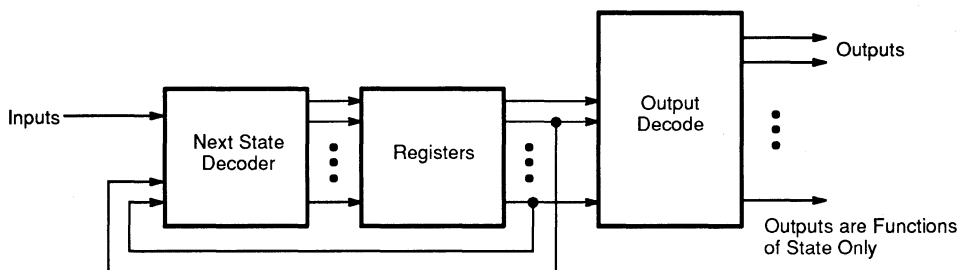 Inputs
Next State
Decoder
Registers
Output
Decode
Outputs
Outputs are Functions
of State Only